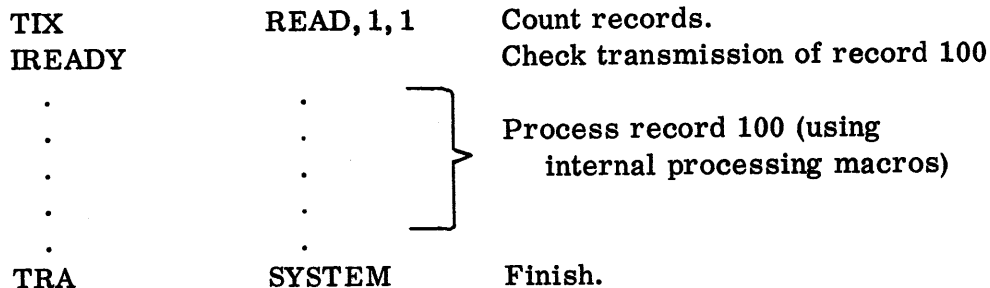 TIX READ, 1, 1 Count records.
IREADY Check transmission of record 100
. .
. . Process record 100 (using
. . internal processing macros)
. .
. .
TRA SYSTEM Finish.